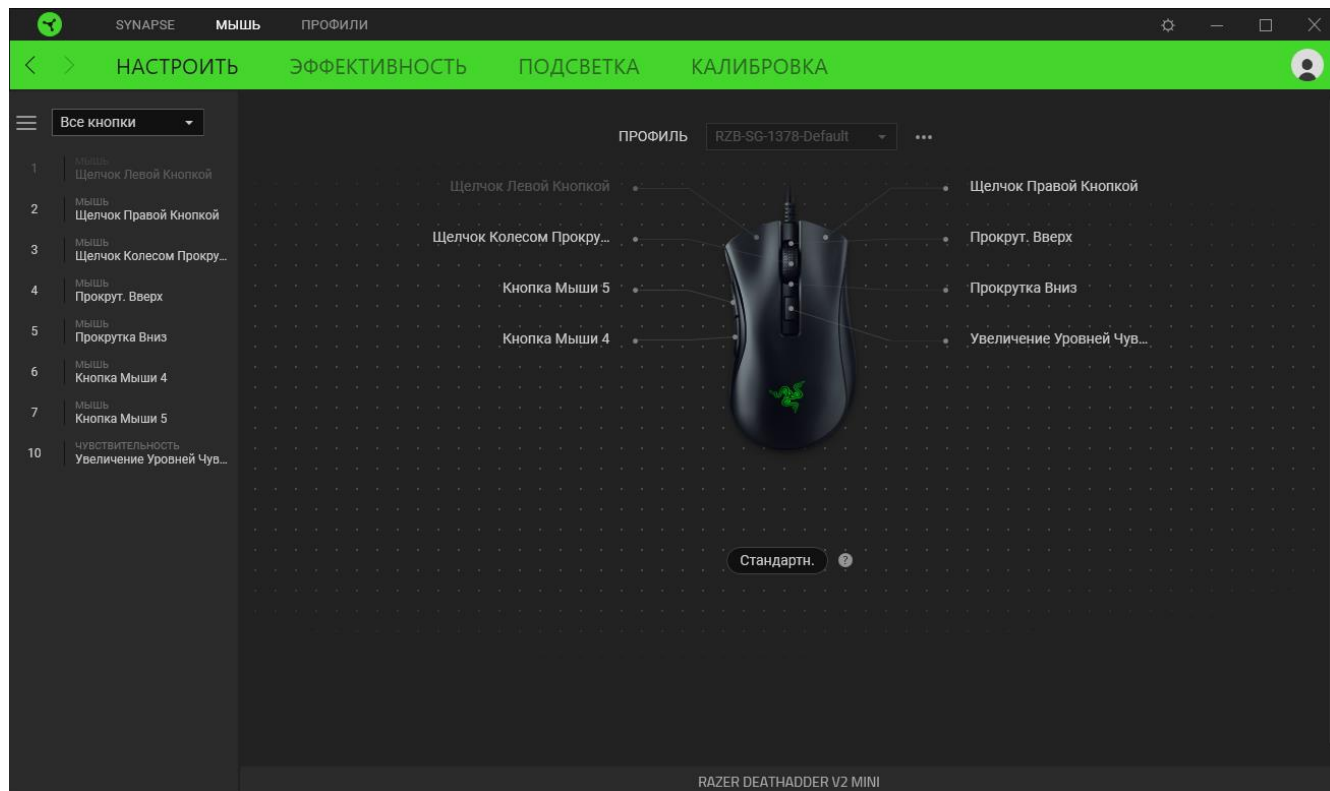 SYNAPSE МЫШЬ ПРОФИЛИ
НАСТРОИТЬ ЭФФЕКТИВНОСТЬ ПОДСВЕТКА КАЛИБРОВКА
Все кнопки
1 МЫШЬ
Щелчок Левой Кнопкой
2 МЫШЬ
Щелчок Правой Кнопкой
3 МЫШЬ
Щелчок Колесом Прокру...
4 МЫШЬ
Прокрут. Вверх
5 МЫШЬ
Прокрутка Вниз
6 МЫШЬ
Кнопка Мыши 4
7 МЫШЬ
Кнопка Мыши 5
10 ЧУВСТВИТЕЛЬНОСТЬ
Увеличение Уровней Чув...
ПРОФИЛЬ RZB-SG-1378-Default
Щелчок Левой Кнопкой
Щелчок Колесом Прокру...
Кнопка Мыши 5
Кнопка Мыши 4
Щелчок Правой Кнопкой
Прокрут. Вверх
Прокрутка Вниз
Увеличение Уровней Чув...
Стандартн. ?
RAZER DEATHADDER V2 MINI